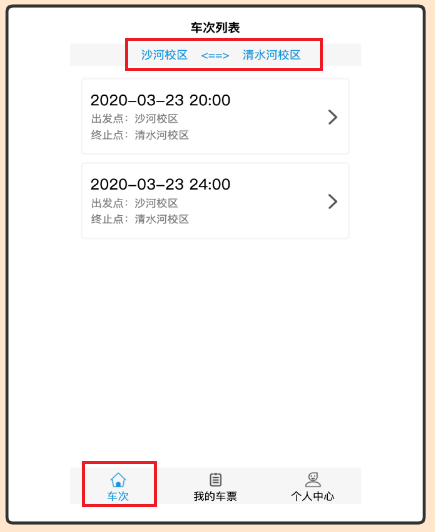 车次列表
沙河校区 <==> 清水河校区
2020-03-23 20:00
出发点：沙河校区
终止点：清水河校区
2020-03-23 24:00
出发点：沙河校区
终止点：清水河校区
车次 我的车票 个人中心